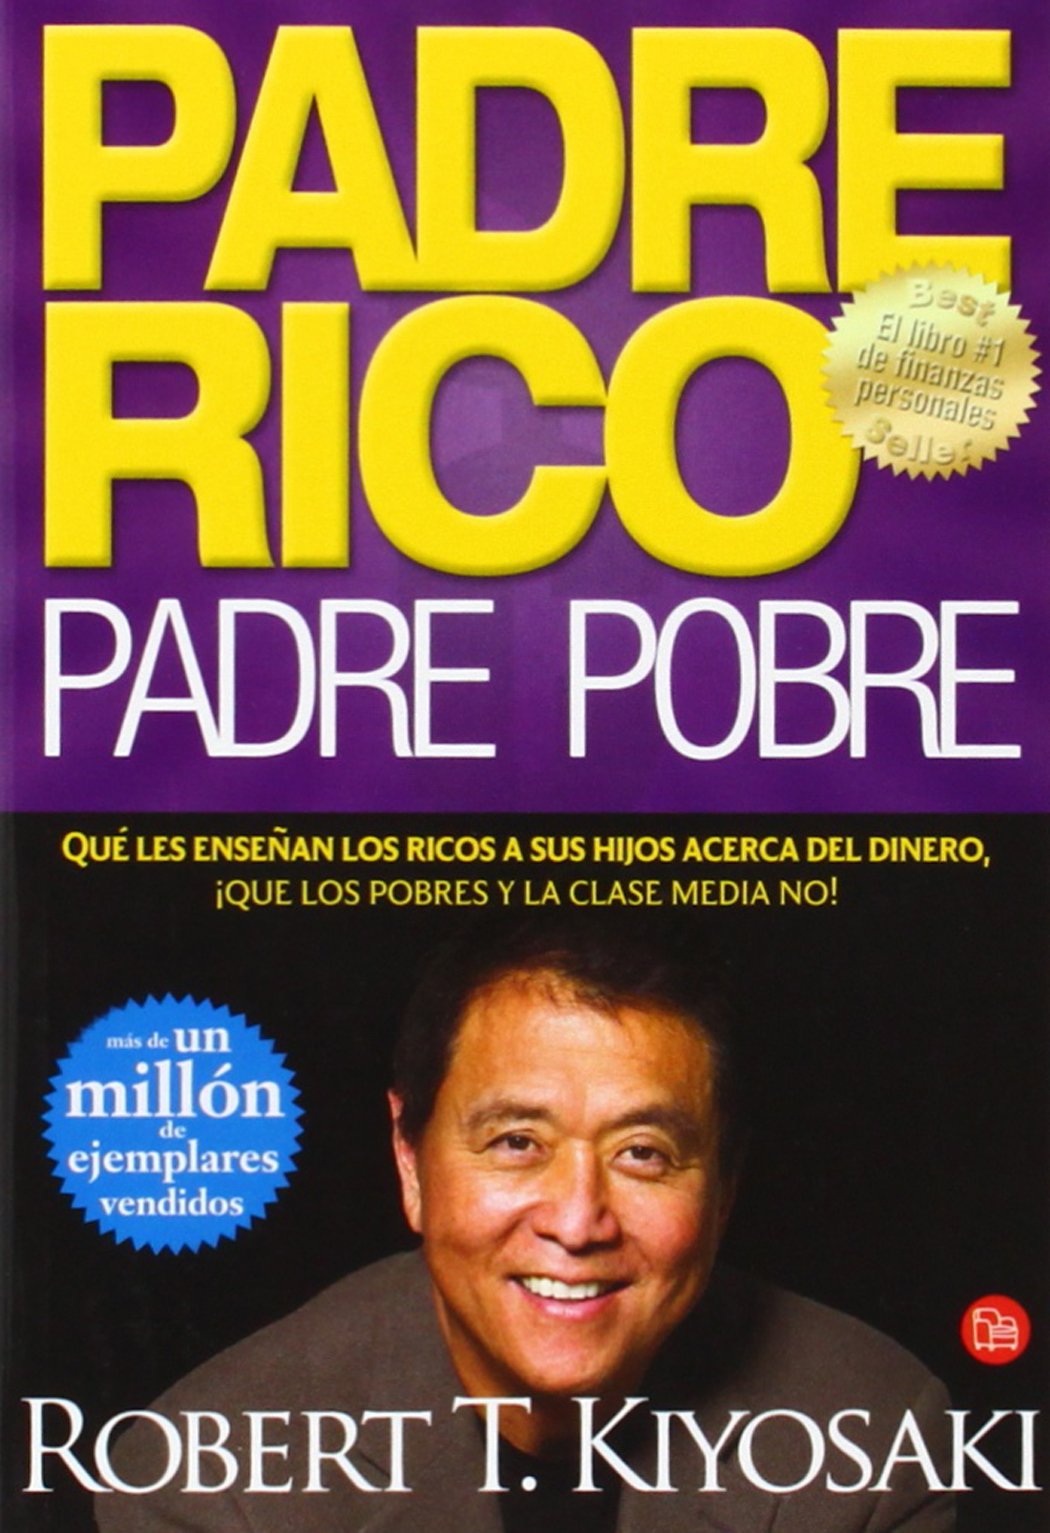 PADRE
RICO
Best
El libro #1
de finanzas
personales
Seller
PADRE POBRE
QUÉ LES ENSEÑAN LOS RICOS A SUS HIJOS ACERCA DEL DINERO,
¡QUE LOS POBRES Y LA CLASE MEDIA NO!
más de un
millón
de
ejemplares
vendidos
ROBERT T. KIYOSAKI